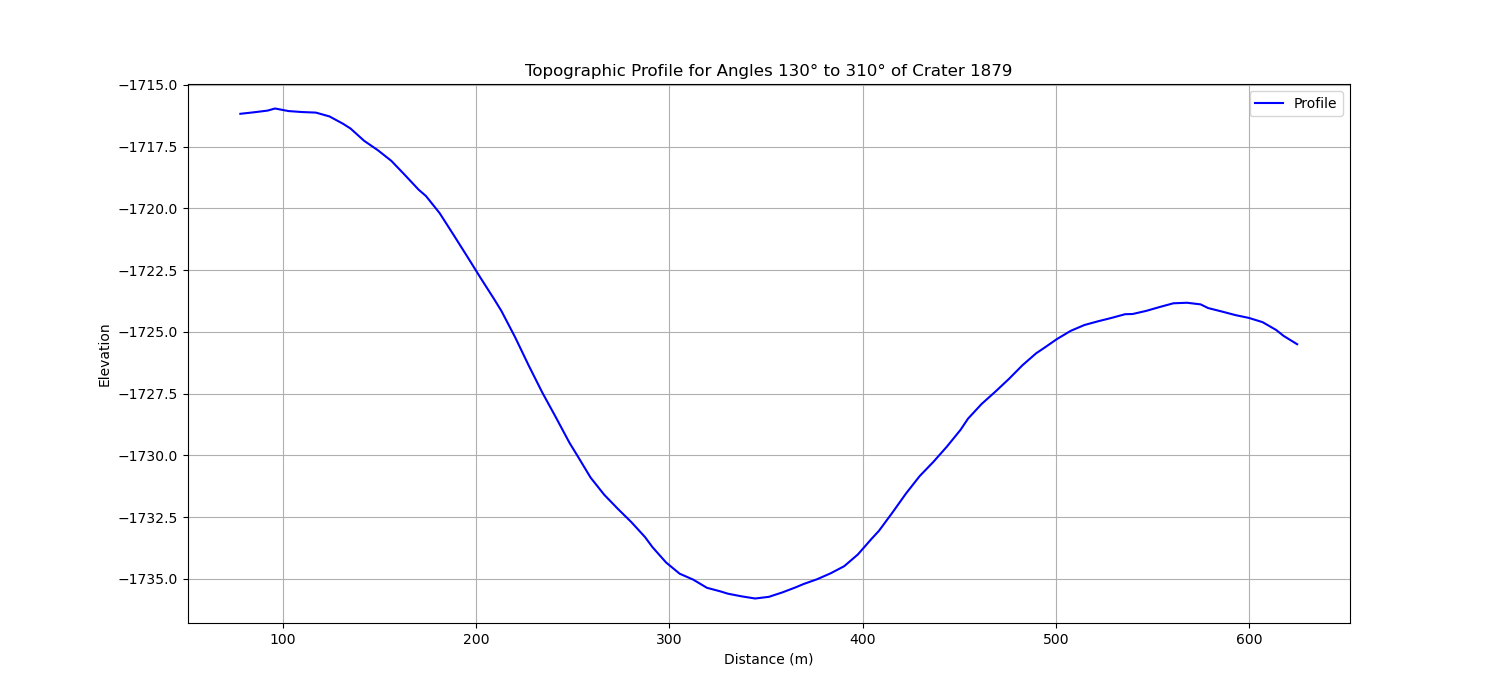 Topographic Profile for Angles 130° to 310° of Crater 1879
Profile
−1715.0
−1717.5
−1720.0
−1722.5
−1725.0
−1727.5
−1730.0
−1732.5
−1735.0
Elevation
100 200 300 400 500 600
Distance (m)